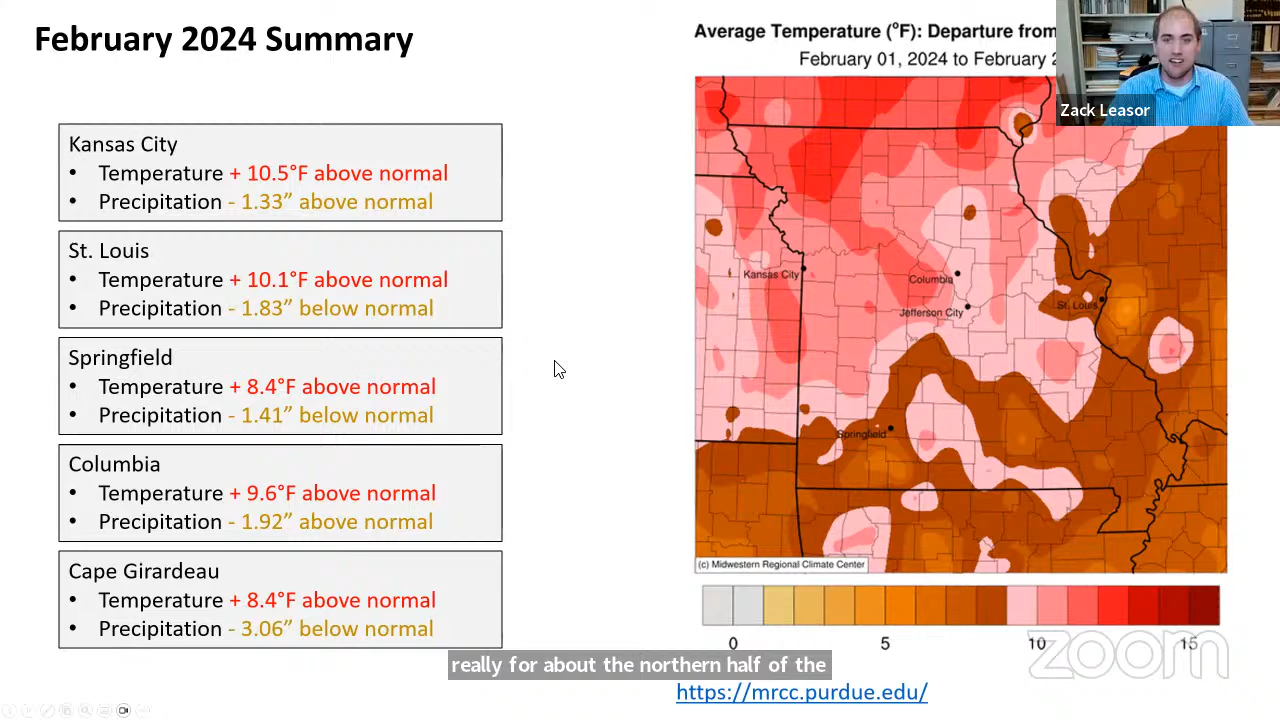 February 2024 Summary
Average Temperature (°F): Departure from
February 01, 2024 to February 2
Zack Leasor
Kansas City
• Temperature + 10.5°F above normal
• Precipitation - 1.33” above normal
St. Louis
• Temperature + 10.1°F above normal
• Precipitation - 1.83” below normal
Springfield
• Temperature + 8.4°F above normal
• Precipitation - 1.41” below normal
Columbia
• Temperature + 9.6°F above normal
• Precipitation - 1.92” above normal
Cape Girardeau
• Temperature + 8.4°F above normal
• Precipitation - 3.06” below normal
Kansas City
Columbia
Jefferson City
St. Louis
Springfield
(c) Midwestern Regional Climate Center
0 5 10 15
zoom
really for about the northern half of the
https://mrcc.purdue.edu/